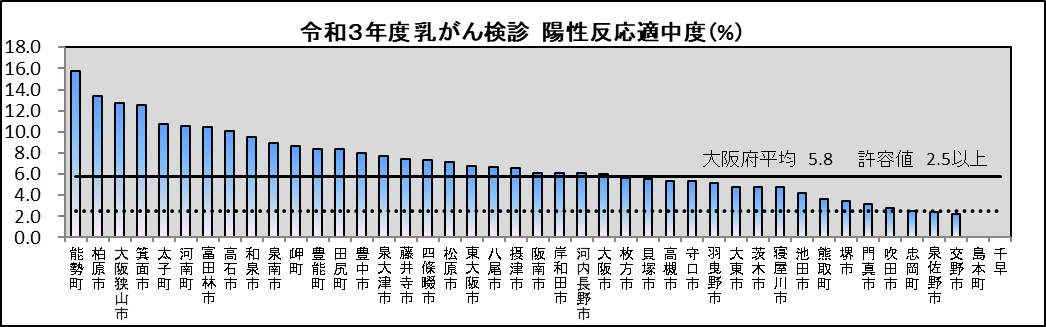 令和3年度乳がん検診 陽性反応適中度(%)
18.0
16.0
14.0
12.0
10.0
8.0
6.0
4.0
2.0
0.0
大阪府平均 5.8 許容値 2.5以上
能勢町
柏原市
大阪狭山市
箕面市
太子町
河南町
富田林市
高石市
和泉市
泉南市
岬町
豊能町
田尻町
豊中市
泉大津市
藤井寺市
四條畷市
松原市
東大阪市
八尾市
摂津市
阪南市
岸和田市
河内長野市
大阪市
枚方市
貝塚市
高槻市
守口市
羽曳野市
大東市
茨木市
寝屋川市
池田市
熊取町
堺市
門真市
吹田市
忠岡町
泉佐野市
交野市
島本町
千早